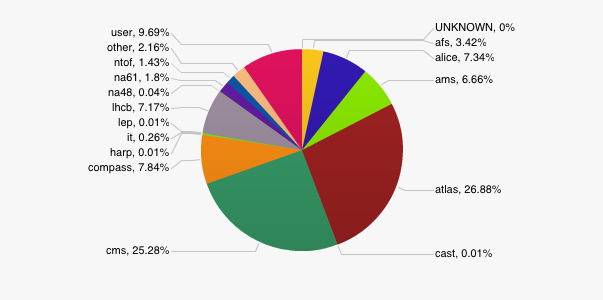 UNKNOWN, 0%
afs, 3.42%
alice, 7.34%
ams, 6.66%
atlas, 26.88%
cast, 0.01%
cms, 25.28%
compass, 7.84%
harp, 0.01%
it, 0.26%
lep, 0.01%
lhcb, 7.17%
na48, 0.04%
na61, 1.8%
ntof, 1.43%
other, 2.16%
user, 9.69%